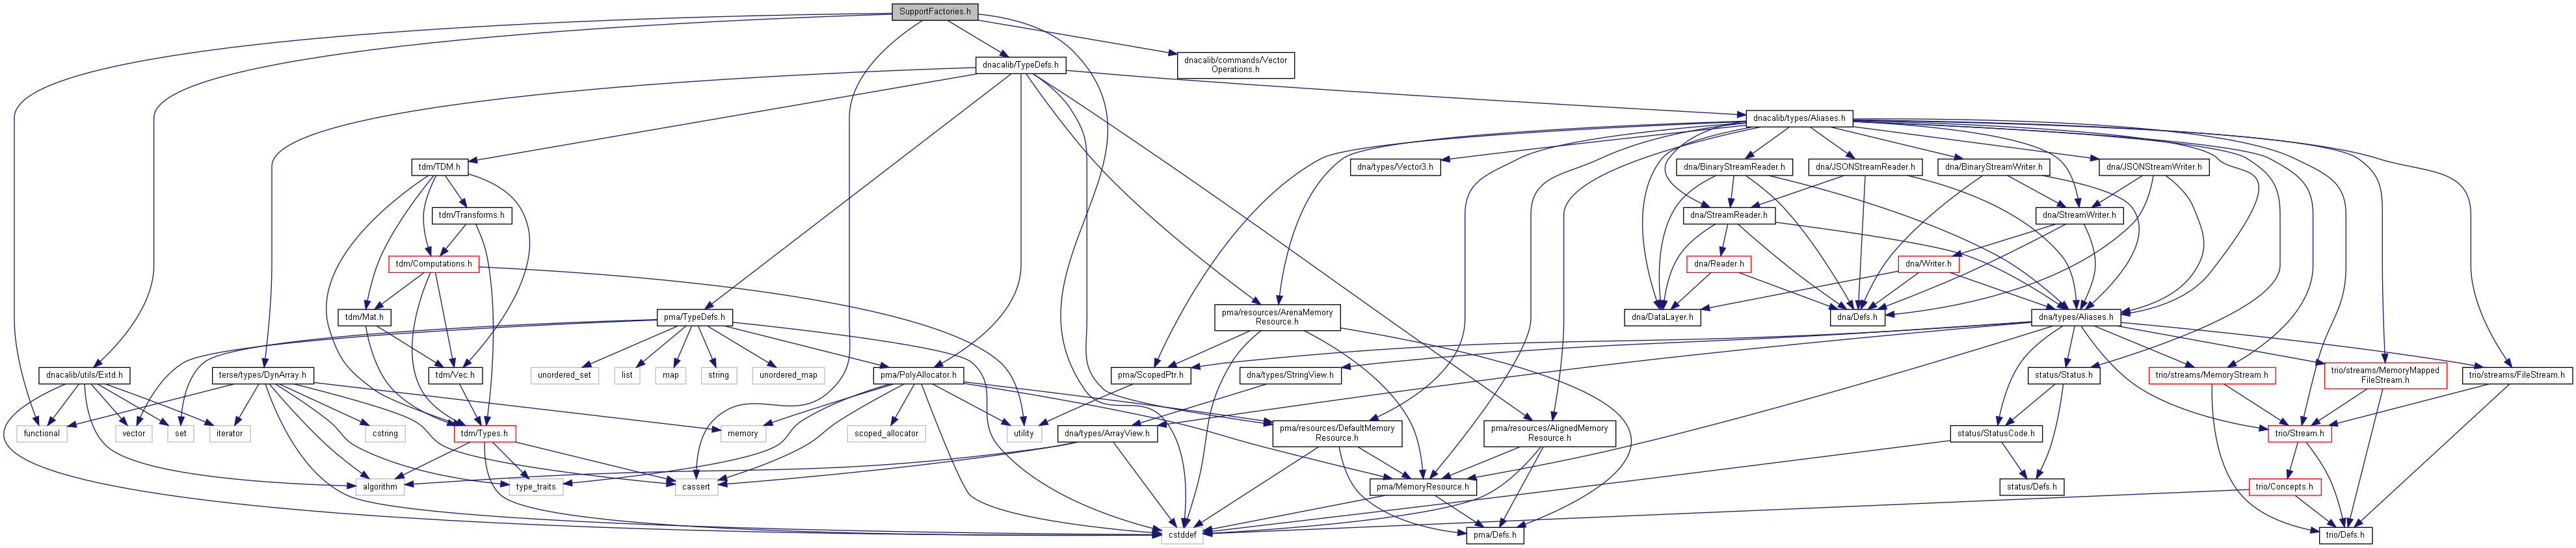 SupportFactories.h
dnacalib/TypeDefs.h
dnacalib/commands/Vector
Operations.h
dnacalib/types/Aliases.h
tdm/TDM.h
dna/types/Vector3.h
dna/BinaryStreamReader.h
dna/JSONStreamReader.h
dna/BinaryStreamWriter.h
dna/JSONStreamWriter.h
tdm/Transforms.h
dna/StreamReader.h
dna/StreamWriter.h
tdm/Computations.h
dna/Reader.h
dna/Writer.h
tdm/Mat.h
pma/TypeDefs.h
pma/resources/ArenaMemory
Resource.h
dna/DataLayer.h
dna/Defs.h
dna/types/Aliases.h
dnacalib/utils/Extd.h
terse/types/DynArray.h
tdm/Vec.h
unordered_set
list
map
string
unordered_map
pma/PolyAllocator.h
pma/ScopedPtr.h
dna/types/StringView.h
status/Status.h
trio/streams/MemoryStream.h
trio/streams/MemoryMapped
FileStream.h
trio/streams/FileStream.h
functional
vector
set
iterator
cstring
tdm/Types.h
memory
scoped_allocator
utility
dna/types/ArrayView.h
pma/resources/DefaultMemory
Resource.h
pma/resources/AlignedMemory
Resource.h
status/StatusCode.h
trio/Stream.h
algorithm
type_traits
cassert
pma/MemoryResource.h
status/Defs.h
trio/Concepts.h
cstddef
pma/Defs.h
trio/Defs.h